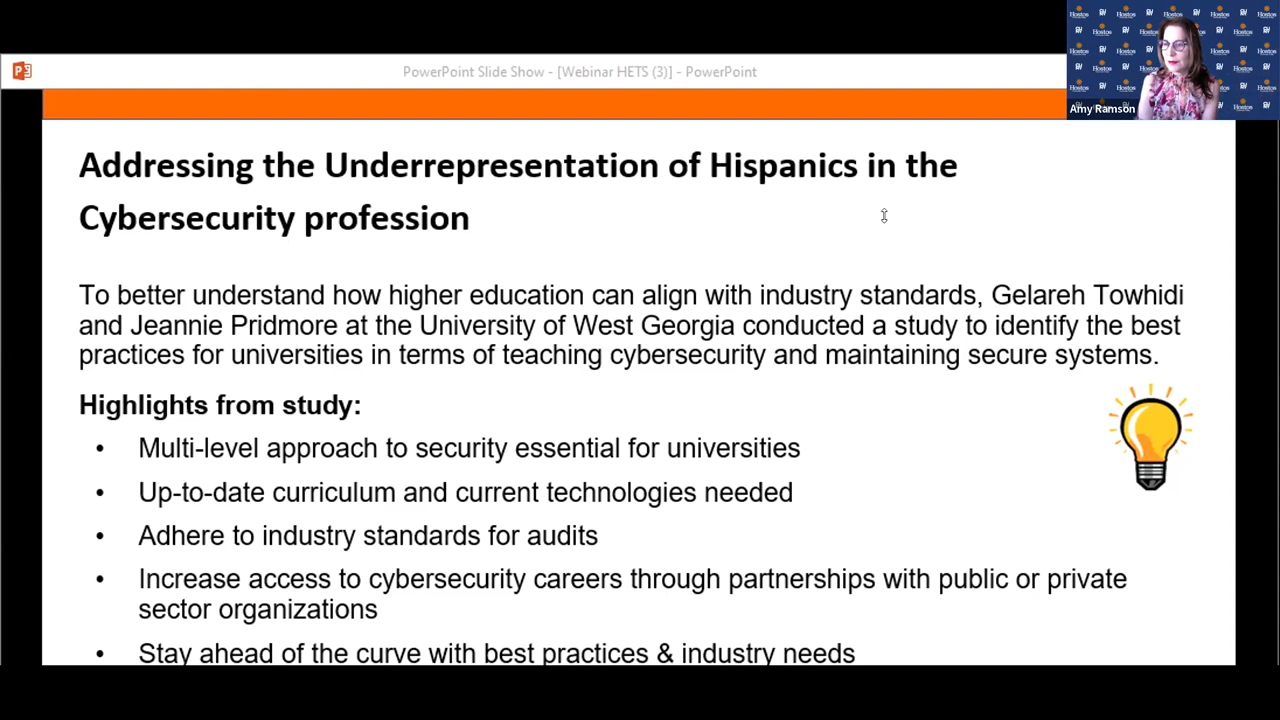 PowerPoint Slide Show - [Webinar HETS (3)] - PowerPoint
Hostos
Amy Ramson
Addressing the Underrepresentation of Hispanics in the
Cybersecurity profession
To better understand how higher education can align with industry standards, Gelareh Towhidi
and Jeannie Pridmore at the University of West Georgia conducted a study to identify the best
practices for universities in terms of teaching cybersecurity and maintaining secure systems.
Highlights from study:
• Multi-level approach to security essential for universities
• Up-to-date curriculum and current technologies needed
• Adhere to industry standards for audits
• Increase access to cybersecurity careers through partnerships with public or private
sector organizations
• Stay ahead of the curve with best practices & industry needs